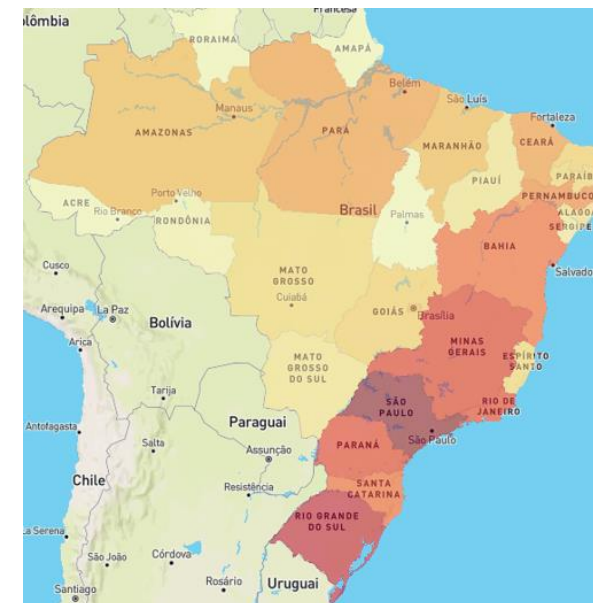 lômbia
Francesa
RORAIMA
AMAPÁ
Belém
São Luís
Manaus
Fortaleza
AMAZONAS
PARÁ
CEARÁ
MARANHÃO
PARAÍB
PIAUÍ
Porto Velho
PERNAMBUCO
ACRE
Rio Branco
Brasil
Palmas
ALAGOA
RONDÔNIA
SERGIPE
BAHIA
Cusco
MATO
GROSSO
Salvado
Cuiabá
Arequipa
La Paz
GOIÁS
Brasília
Bolívia
Arica
MINAS
GERAIS
ESPÍRITO
SANTO
MATO
GROSSO
DO SUL
Tarija
SÃO
PAULO
RIO DE
JANEIRO
Paraguai
Antofagasta
São Paulo
Salta
PARANÁ
Assunção
Chile
Resistência
SANTA
CATARINA
RIO GRANDE
DO SUL
La Serena
São João
Córdova
Rosário
Uruguai
Santiago